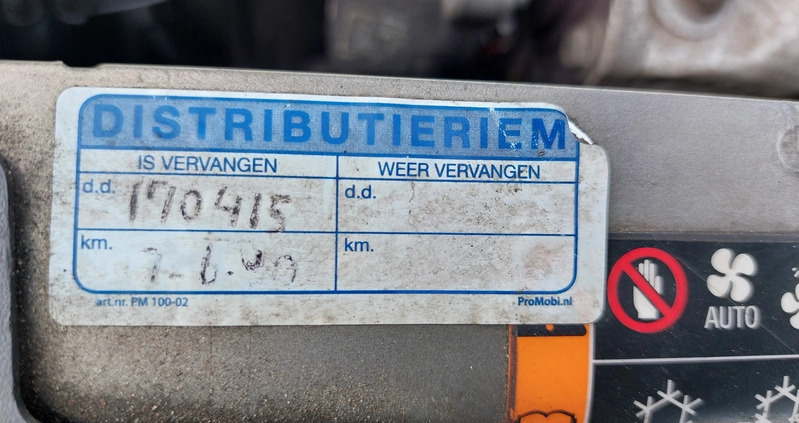 DISTRIBUTIERIEM
IS VERVANGEN WEER VERVANGEN
d.d. 170415 d.d.
km. km.
art.nr. PM 100-02 ProMobi.nl
AUTO